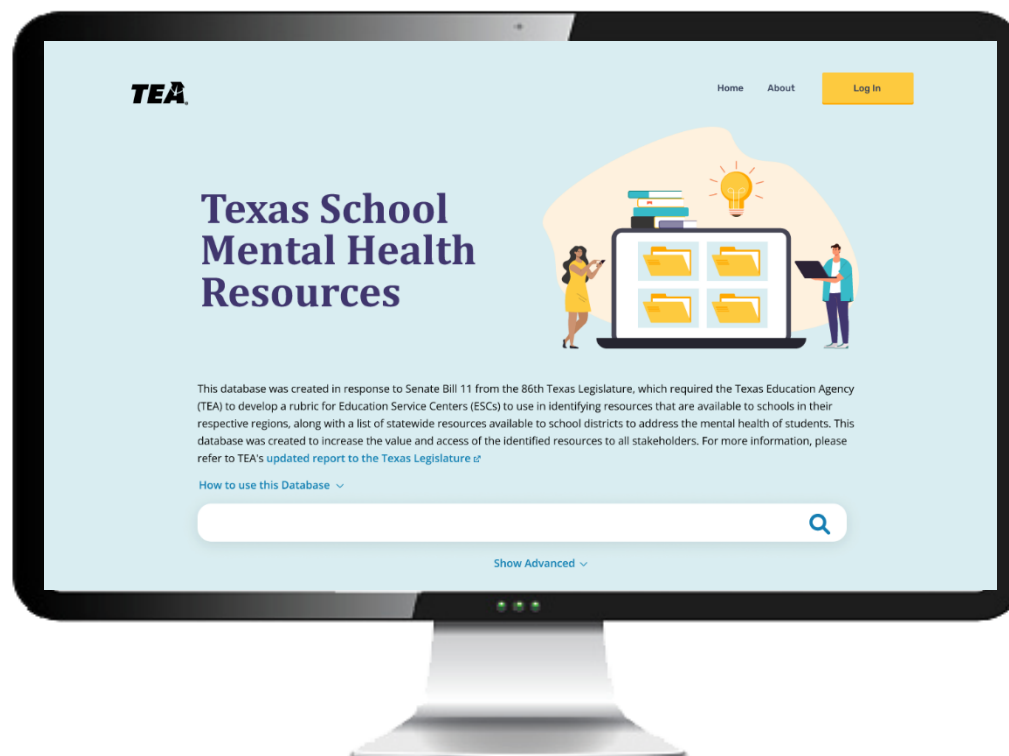 TEA
Home About Log In
Texas School
Mental Health
Resources
This database was created in response to Senate Bill 11 from the 86th Texas Legislature, which required the Texas Education Agency
(TEA) to develop a rubric for Education Service Centers (ESCs) to use in identifying resources that are available to schools in their
respective regions, along with a list of statewide resources available to school districts to address the mental health of students. This
database was created to increase the value and access of the identified resources to all stakeholders. For more information, please
refer to TEA's updated report to the Texas Legislature
How to use this Database
Show Advanced